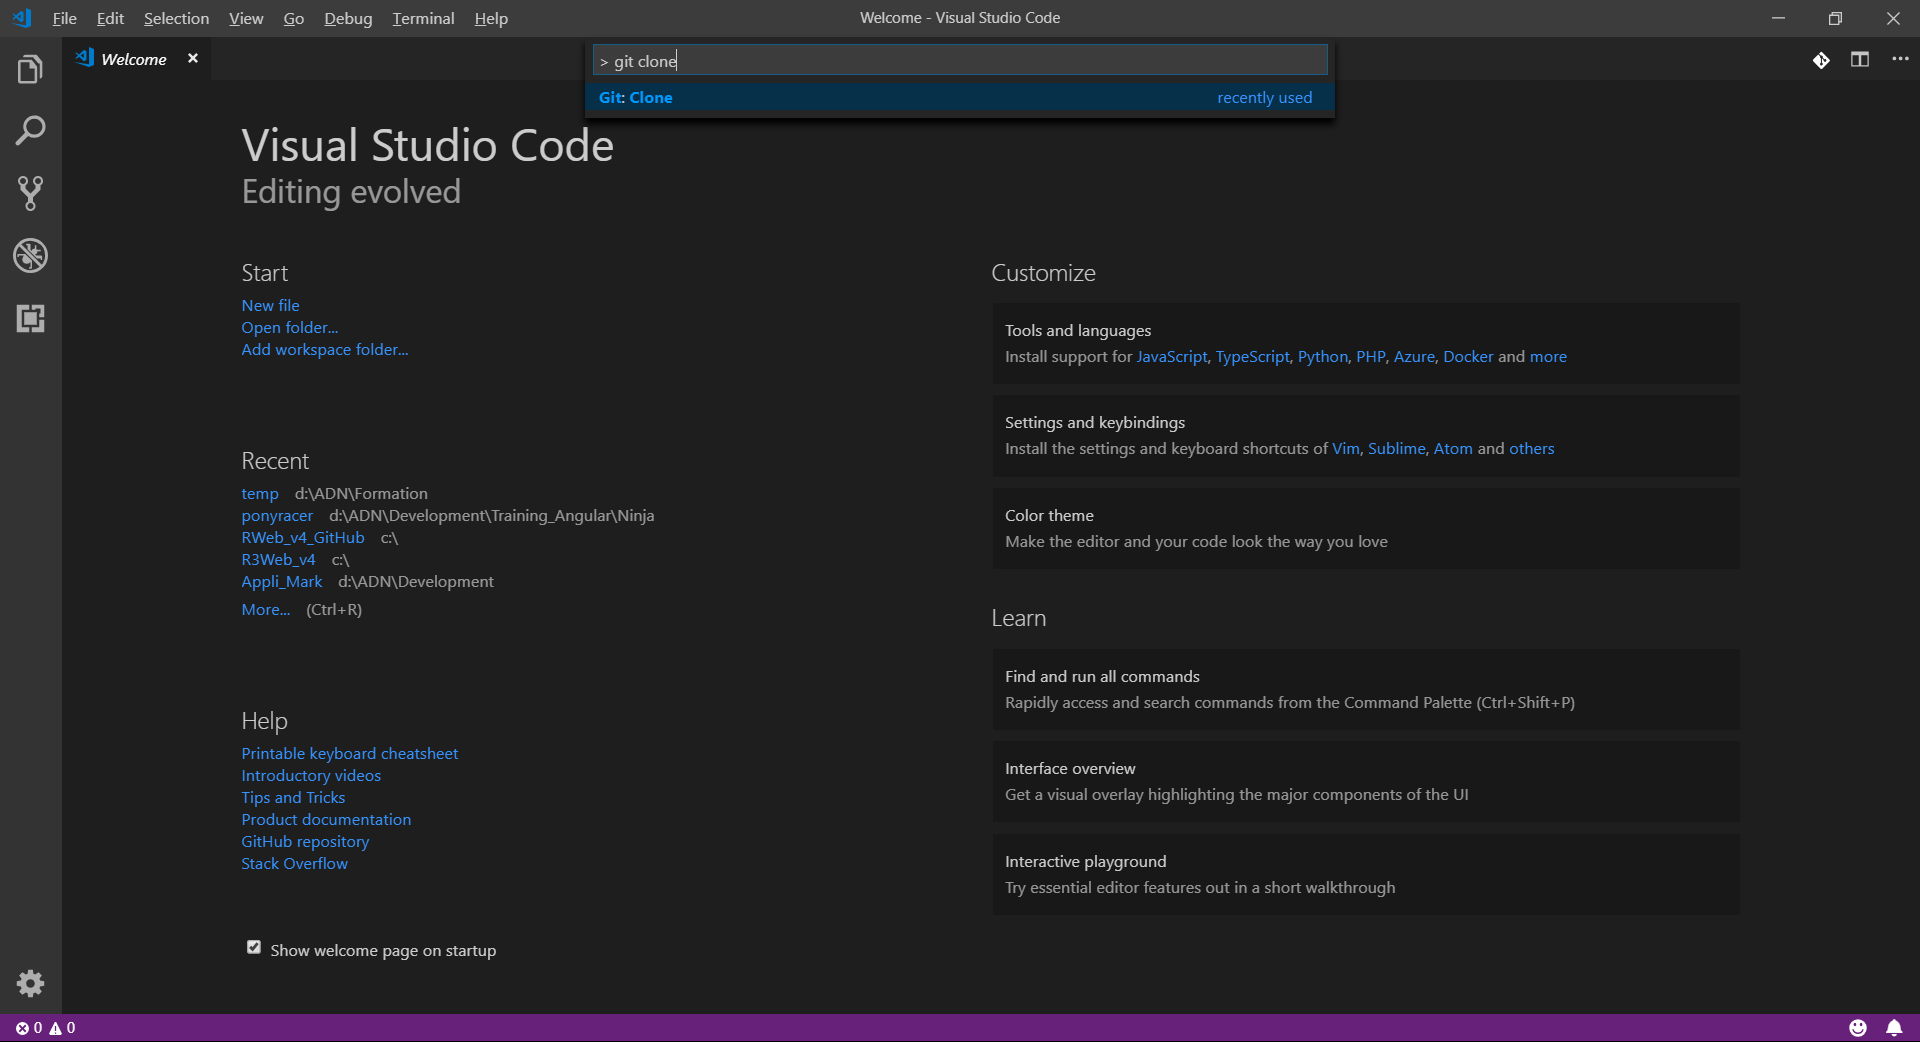 File Edit Selection View Go Debug Terminal Help
Welcome - Visual Studio Code
Welcome
> git clone
Git: Clone recently used
Visual Studio Code
Editing evolved
Start
New file
Open folder...
Add workspace folder...
Recent
temp d:\ADN\Formation
ponyracer d:\ADN\Development\Training_Angular\Ninja
RWeb_v4_GitHub c:\
R3Web_v4 c:\
Appli_Mark d:\ADN\Development
More... (Ctrl+R)
Help
Printable keyboard cheatsheet
Introductory videos
Tips and Tricks
Product documentation
GitHub repository
Stack Overflow
Show welcome page on startup
Customize
Tools and languages
Install support for JavaScript, TypeScript, Python, PHP, Azure, Docker and more
Settings and keybindings
Install the settings and keyboard shortcuts of Vim, Sublime, Atom and others
Color theme
Make the editor and your code look the way you love
Learn
Find and run all commands
Rapidly access and search commands from the Command Palette (Ctrl+Shift+P)
Interface overview
Get a visual overlay highlighting the major components of the UI
Interactive playground
Try essential editor features out in a short walkthrough
0 0